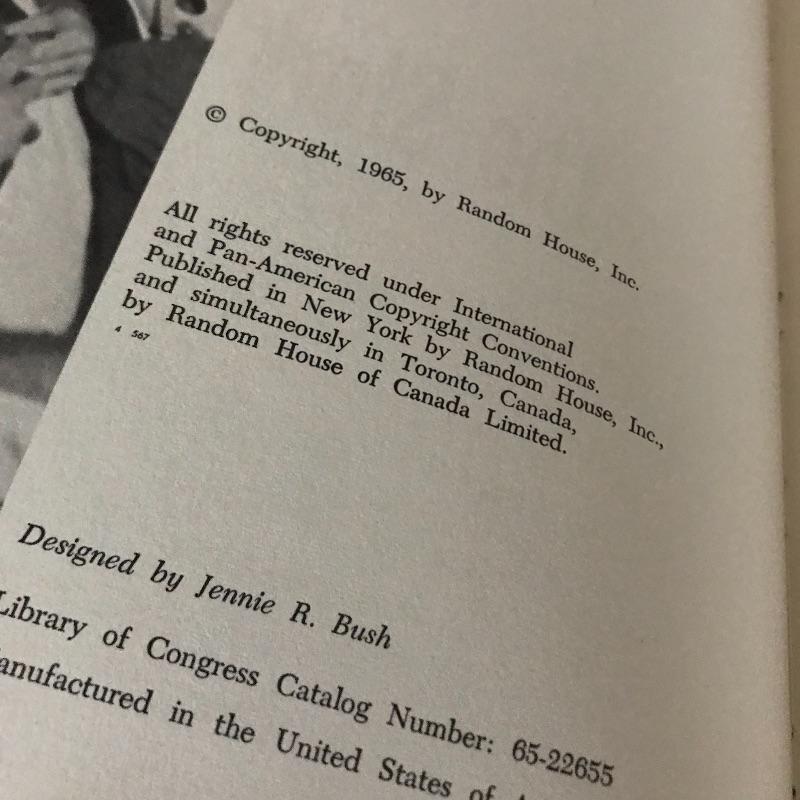 © Copyright, 1965, by Random House, Inc.
All rights reserved under International
and Pan-American Copyright Conventions.
Published in New York by Random House, Inc.,
and simultaneously in Toronto, Canada,
by Random House of Canada Limited.
4 567
Designed by Jennie R. Bush
Library of Congress Catalog Number: 65-22655
anufactured in the United States of